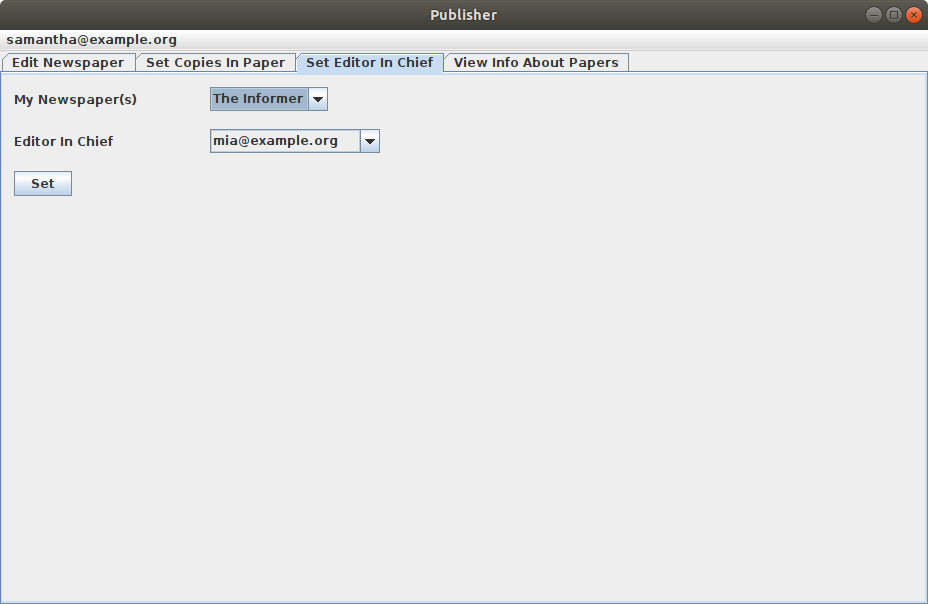 Publisher
samantha@example.org
Edit Newspaper Set Copies In Paper Set Editor In Chief View Info About Papers
My Newspaper(s) The Informer
Editor In Chief mia@example.org
Set